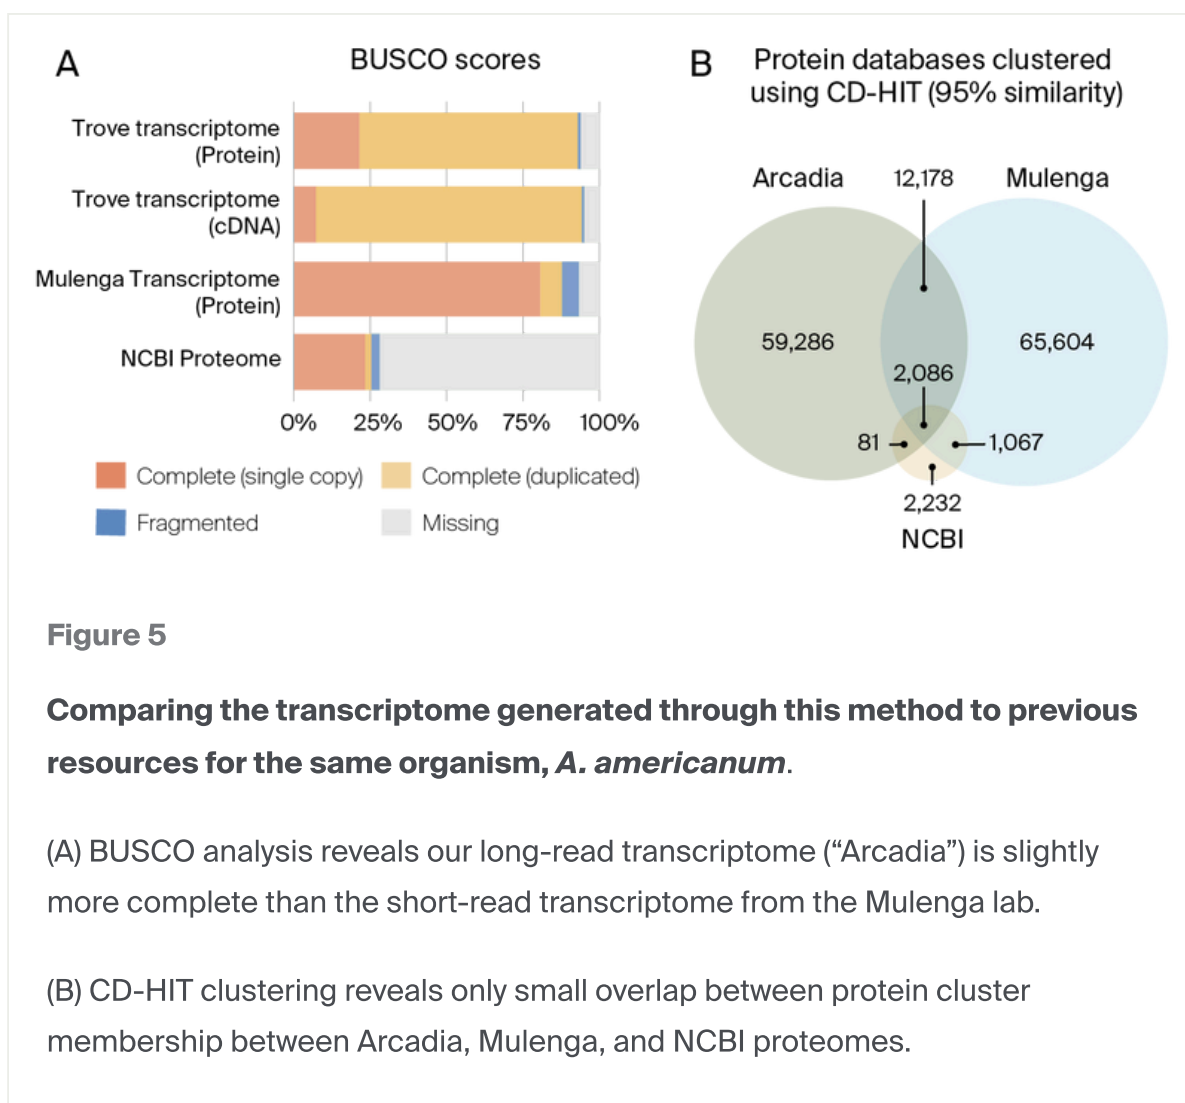 A
BUSCO scores
Trove transcriptome
(Protein)
Trove transcriptome
(cDNA)
Mulenga Transcriptome
(Protein)
NCBI Proteome
0% 25% 50% 75% 100%
Complete (single copy)
Complete (duplicated)
Fragmented
Missing
B
Protein databases clustered
using CD-HIT (95% similarity)
Arcadia
12,178
Mulenga
59,286
65,604
2,086
81
1,067
2,232
NCBI
Figure 5
Comparing the transcriptome generated through this method to previous
resources for the same organism, A. americanum.
(A) BUSCO analysis reveals our long-read transcriptome (“Arcadia”) is slightly
more complete than the short-read transcriptome from the Mulenga lab.
(B) CD-HIT clustering reveals only small overlap between protein cluster
membership between Arcadia, Mulenga, and NCBI proteomes.